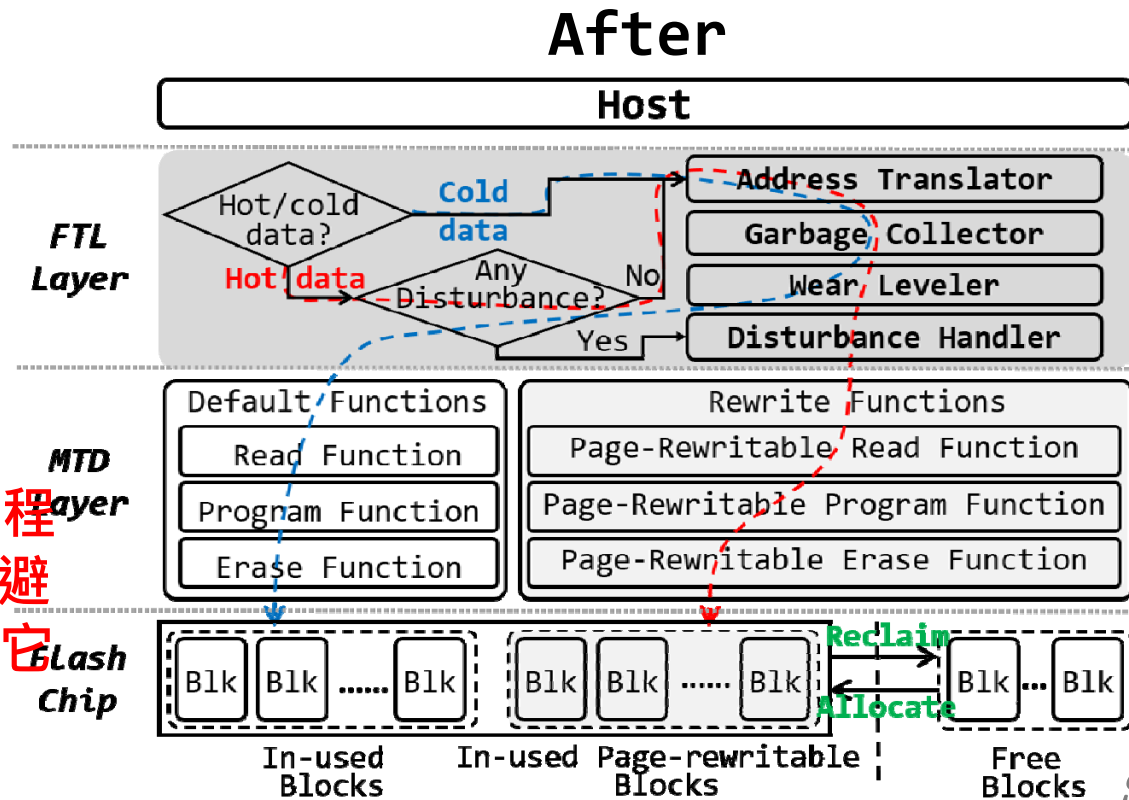 After
Host
FTL
Layer
Hot/cold
data?
Cold
data
Hot data
Any
Disturbance?
No
Yes
Address Translator
Garbage Collector
Wear Leveler
Disturbance Handler
MTD
Layer
Default Functions
Read Function
Program Function
Erase Function
Rewrite Functions
Page-Rewritable Read Function
Page-Rewritable Program Function
Page-Rewritable Erase Function
程
避
它
Flash
Chip
Blk
Blk
......
Blk
Blk
Blk
......
Blk
Reclaim
Allocate
Blk
...
Blk
In-used
Blocks
In-used Page-rewritable
Blocks
Free
Blocks